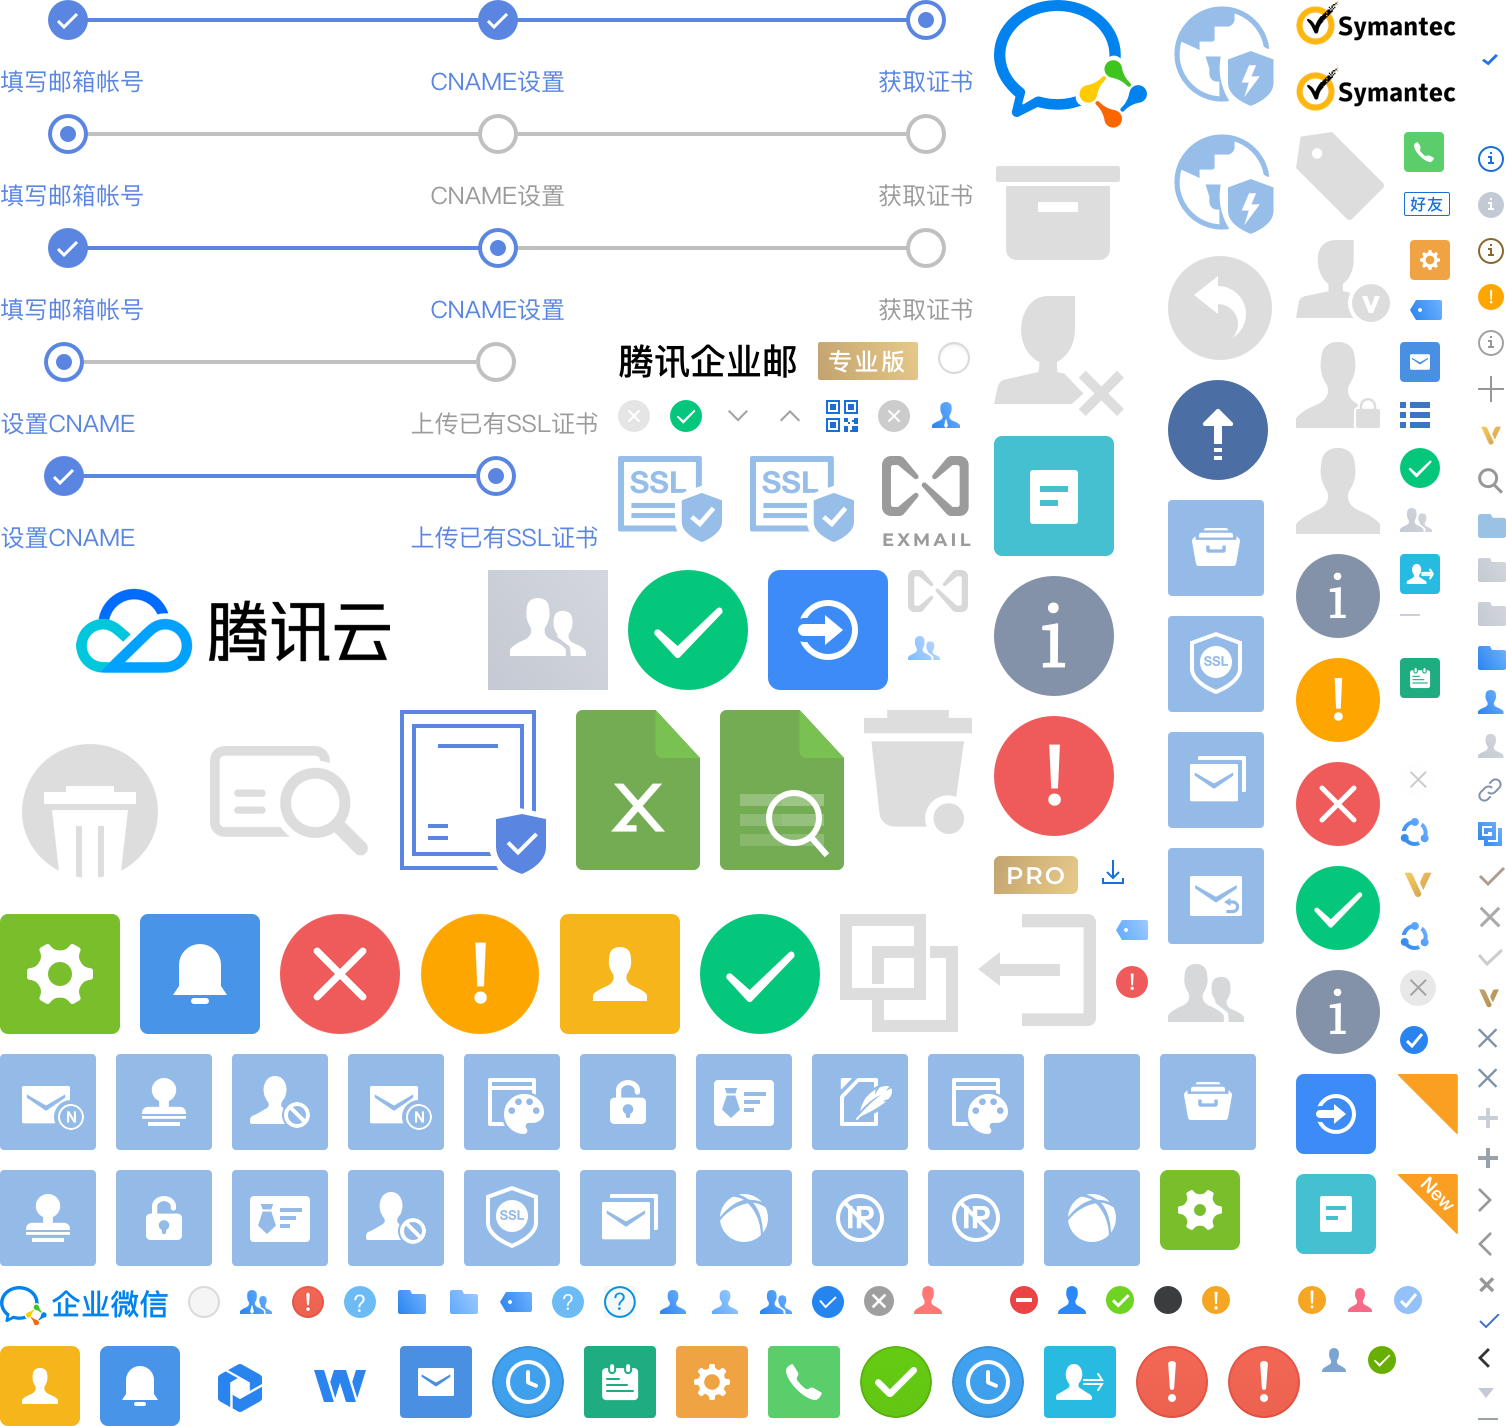 Symantec
填写邮箱帐号 CNAME设置 获取证书
Symantec
填写邮箱帐号 CNAME设置 获取证书
好友
填写邮箱帐号 CNAME设置 获取证书
腾讯企业邮 专业版
设置CNAME 上传已有SSL证书
SSL SSL
设置CNAME 上传已有SSL证书
EXMAIL
腾讯云
SSL
X
PRO
N N
New
SSL
企业微信